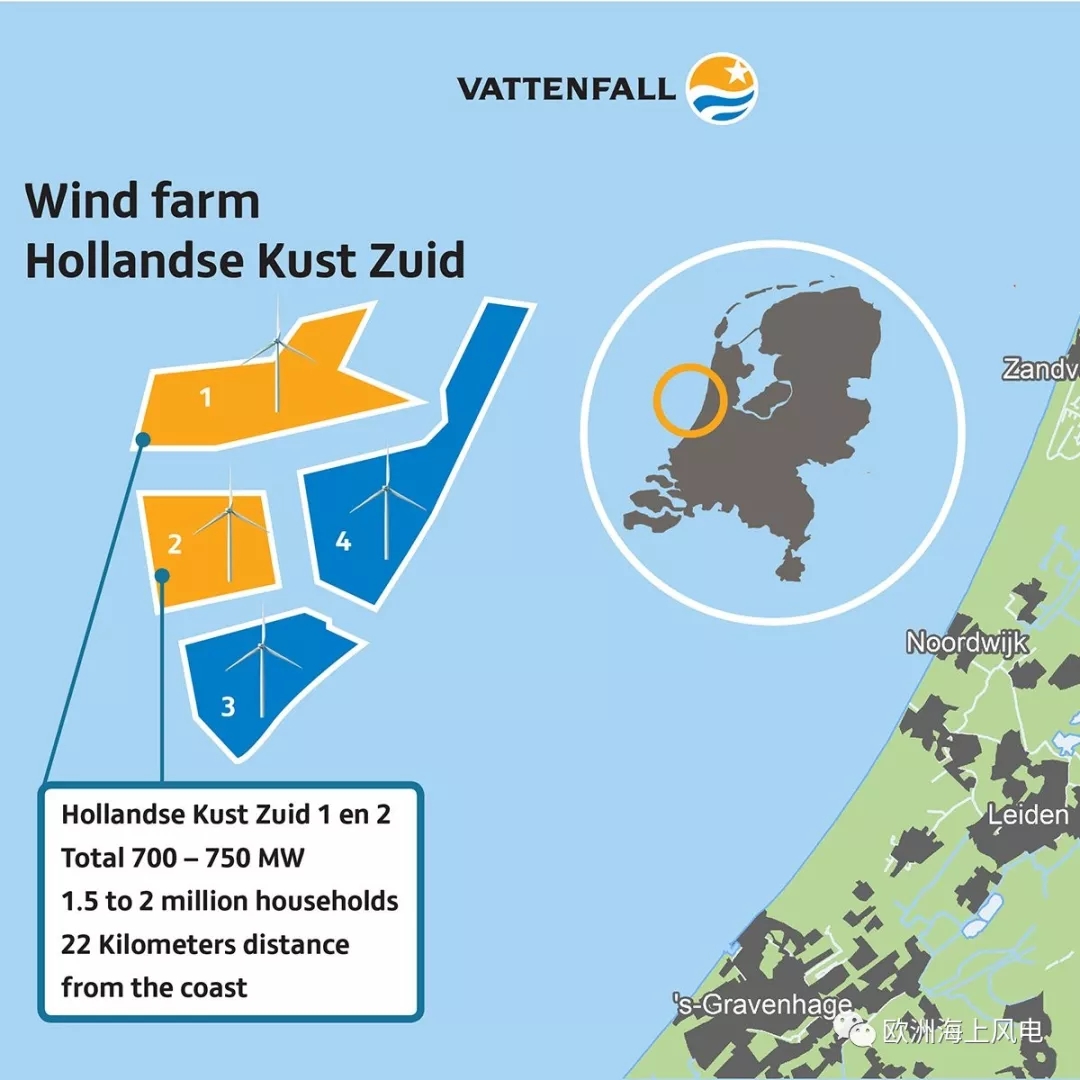 VATTENFALL
Wind farm
Hollandse Kust Zuid
1
2
4
3
Zandv
Noordwijk
Leiden
's-Gravenhage
Hollandse Kust Zuid 1 en 2
Total 700 – 750 MW
1.5 to 2 million households
22 Kilometers distance
from the coast
欧洲海上风电